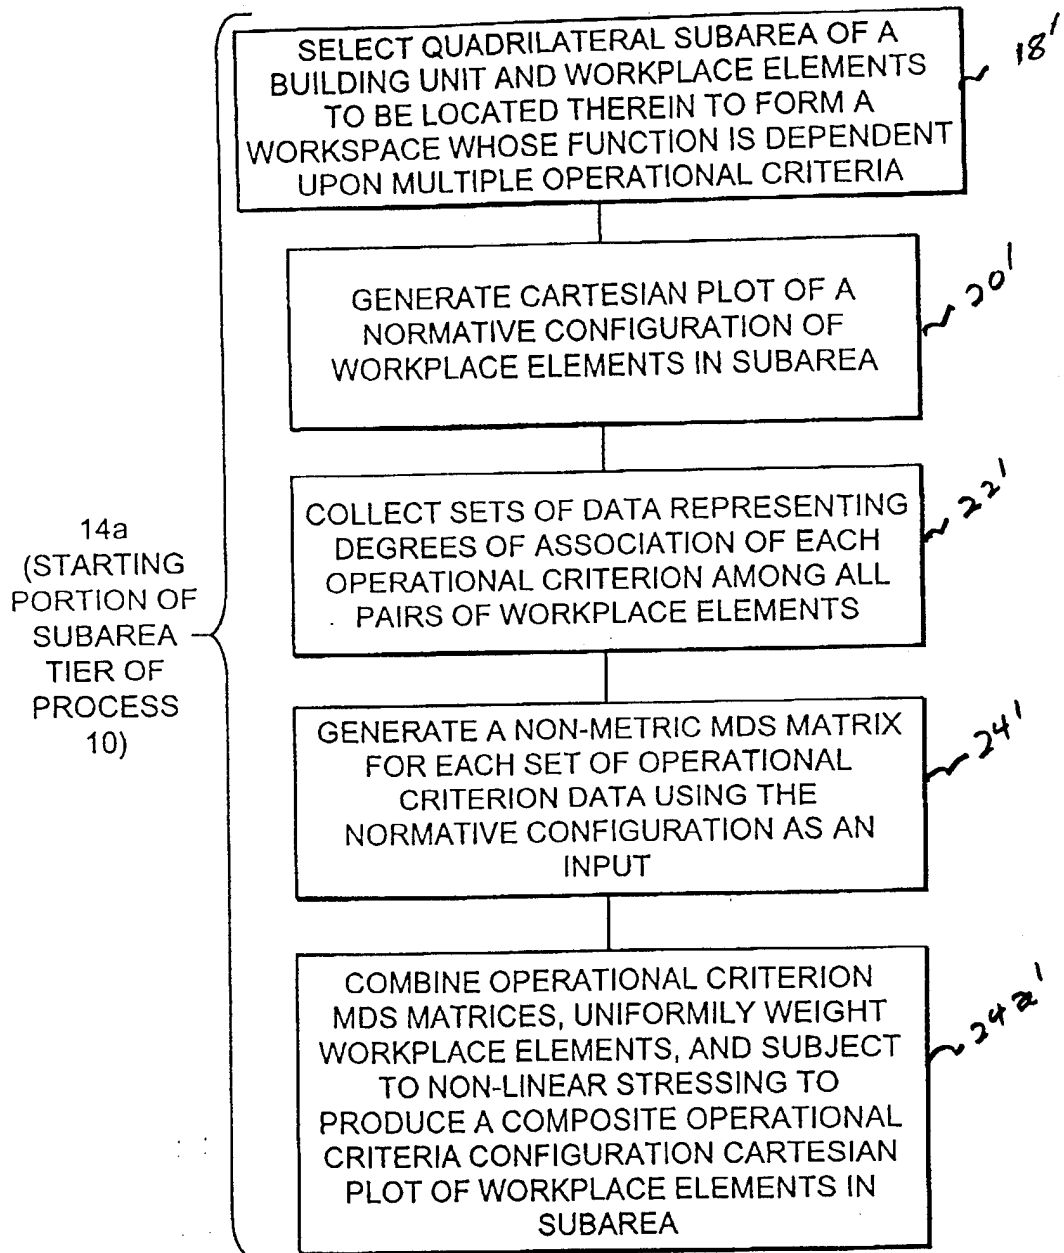 SELECT QUADRILATERAL SUBAREA OF A
BUILDING UNIT AND WORKPLACE ELEMENTS
TO BE LOCATED THEREIN TO FORM A
WORKSPACE WHOSE FUNCTION IS DEPENDENT
UPON MULTIPLE OPERATIONAL CRITERIA
18'
GENERATE CARTESIAN PLOT OF A
NORMATIVE CONFIGURATION OF
WORKPLACE ELEMENTS IN SUBAREA
20'
COLLECT SETS OF DATA REPRESENTING
DEGREES OF ASSOCIATION OF EACH
OPERATIONAL CRITERION AMONG ALL
PAIRS OF WORKPLACE ELEMENTS
22'
14a
(STARTING
PORTION OF
SUBAREA
TIER OF
PROCESS
10)
GENERATE A NON-METRIC MDS MATRIX
FOR EACH SET OF OPERATIONAL
CRITERION DATA USING THE
NORMATIVE CONFIGURATION AS AN
INPUT
24'
COMBINE OPERATIONAL CRITERION
MDS MATRICES, UNIFORMILY WEIGHT
WORKPLACE ELEMENTS, AND SUBJECT
TO NON-LINEAR STRESSING TO
PRODUCE A COMPOSITE OPERATIONAL
CRITERIA CONFIGURATION CARTESIAN
PLOT OF WORKPLACE ELEMENTS IN
SUBAREA
24a'